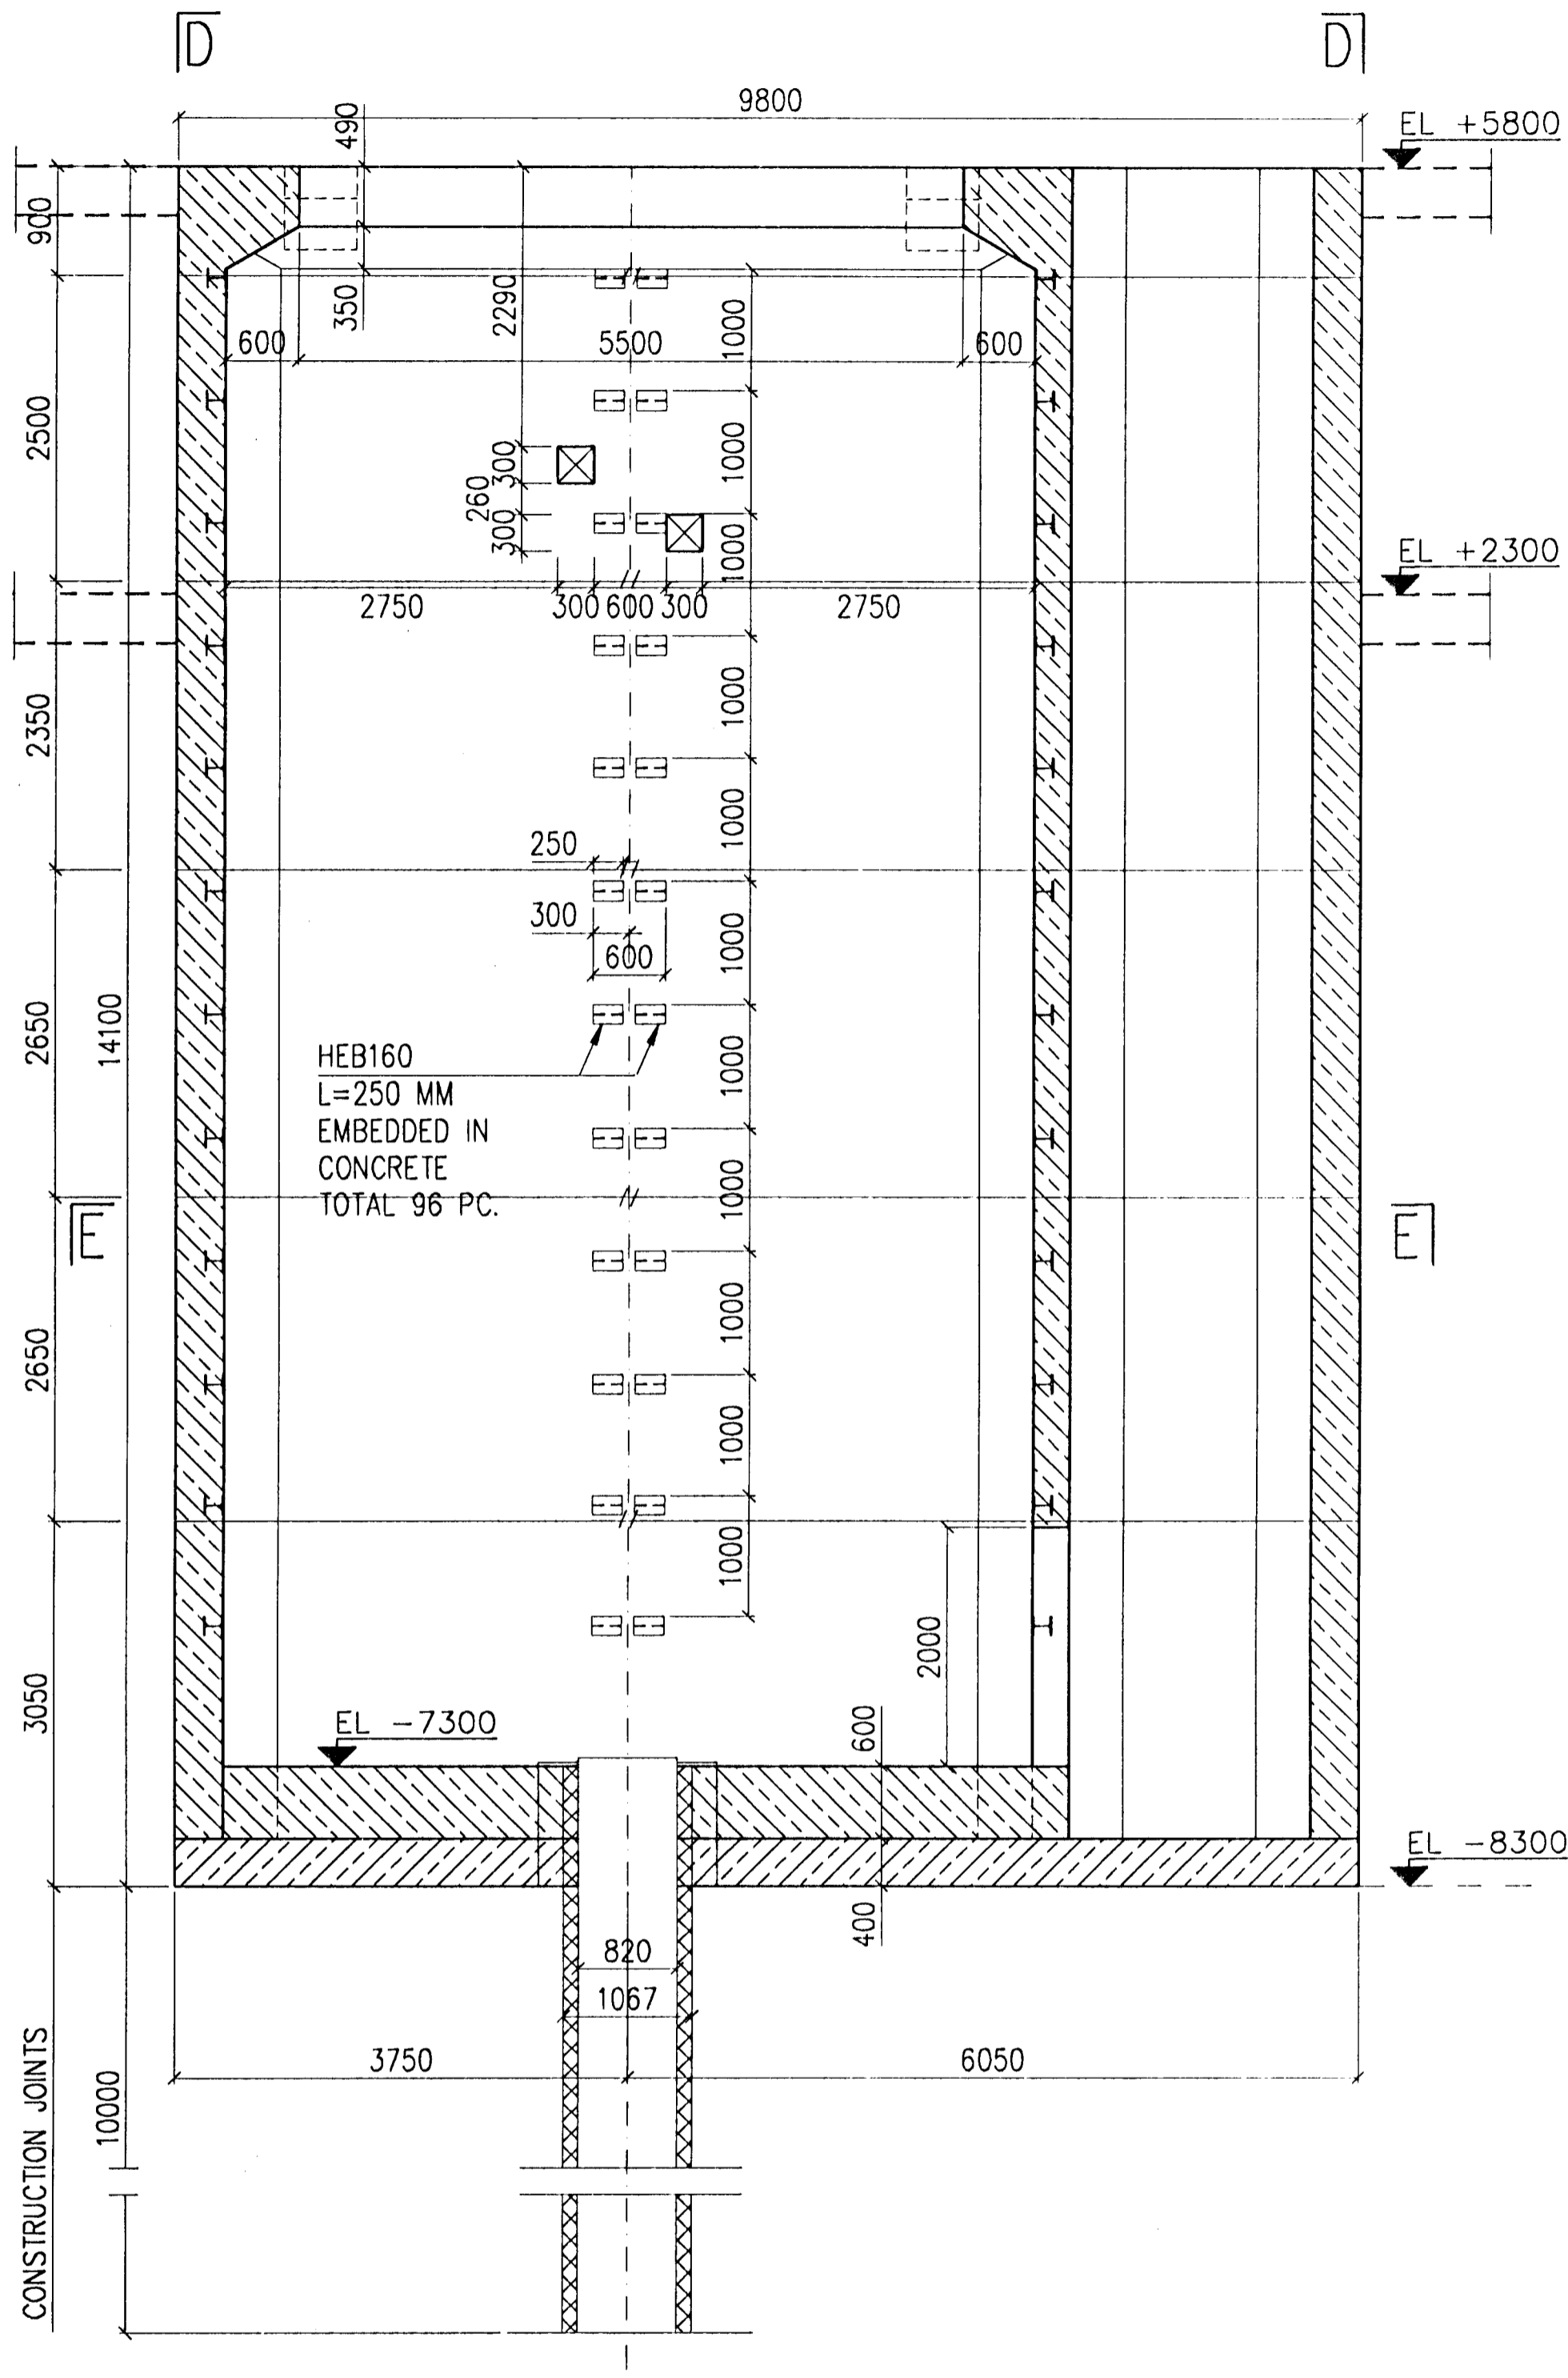 D D
9800
EL +5800
490
900
350
2290
1000
600 5500 600
2500
1000
300
260
300
1000
EL +2300
2750 300 600 300 2750
2350
1000
1000
250
300
600
1000
2650
14100
HEB160
L=250 MM
EMBEDDED IN
CONCRETE
TOTAL 96 PC.
1000
1000
E E
2650
1000
1000
1000
2000
3050
EL -7300
600
EL -8300
400
820
1067
3750 6050
10000
CONSTRUCTION JOINTS